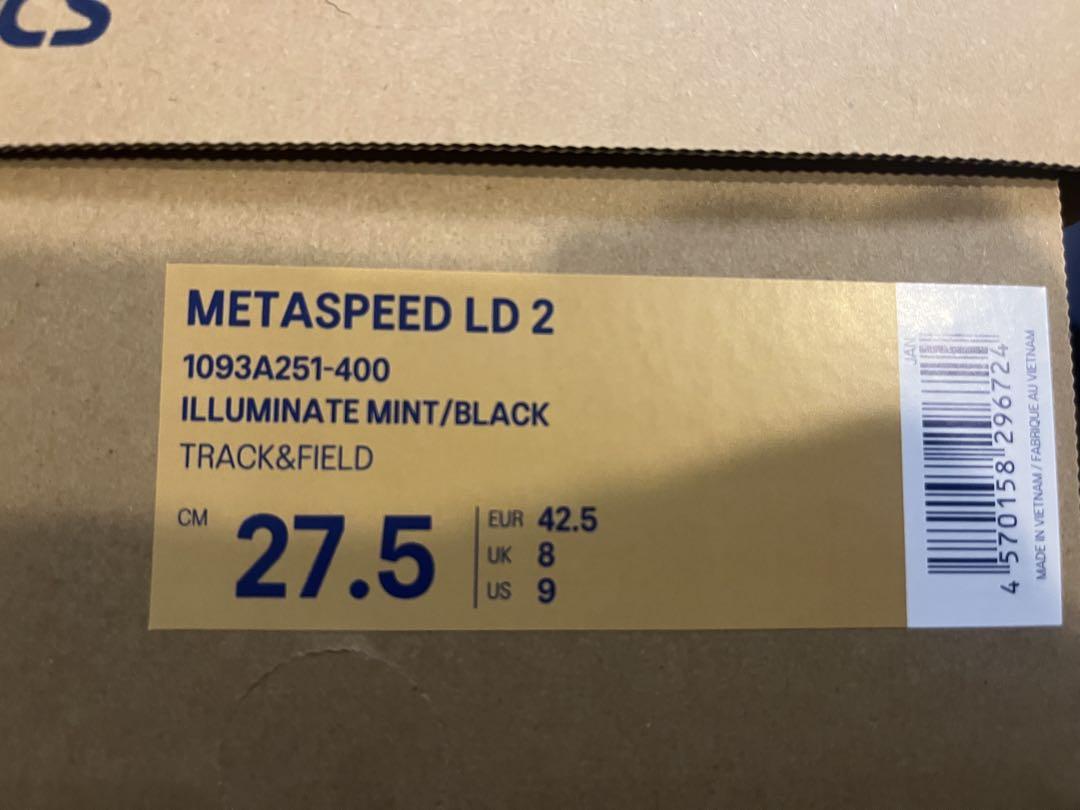 cs
METASPEED LD 2
1093A251-400
ILLUMINATE MINT/BLACK
TRACK&FIELD
CM 27.5
EUR 42.5
UK 8
US 9
JAN
4 570158 296724
MADE IN VIETNAM / FABRIQUE AU VIETNAM